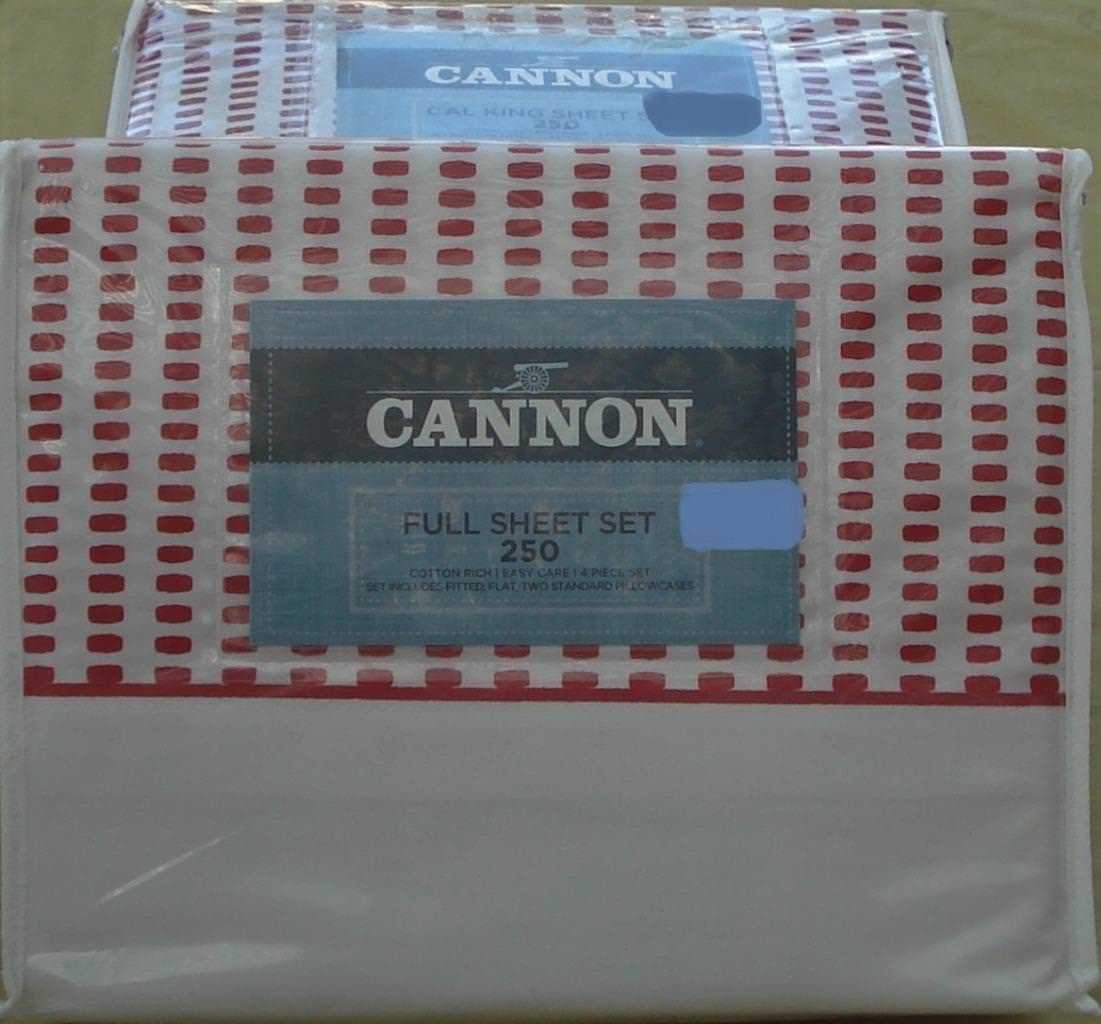 CANNON
CAL KING SHEET S
250
CANNON
FULL SHEET SET
250
COTTON RICH | EASY CARE | 4 PIECE SET
SET INCLUDES FITTED, FLAT, TWO STANDARD PILLOWCASES